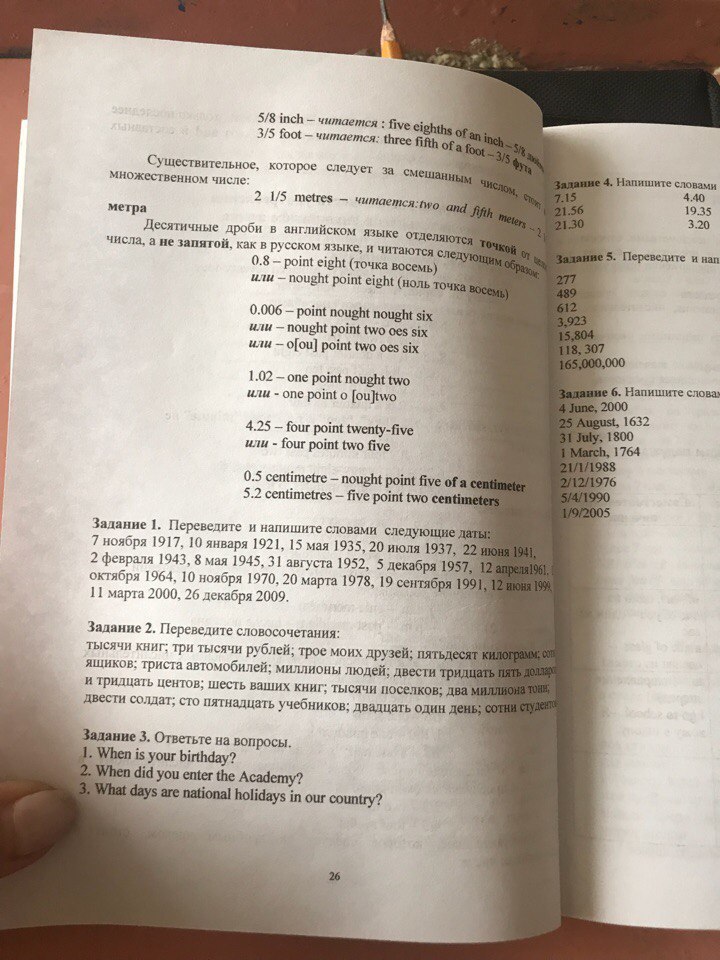 5/8 inch – читается : five eighths of an inch – 5/8
3/5 foot – читается: three fifth of a foot – 3/5 фута
Существительное, которое следует за смешанным числом, стоит
множественном числе:
2 1/5 metres – читается:two and fifth meters – 2
метра
Десятичные дроби в английском языке отделяются точкой от
числа, а не запятой, как в русском языке, и читаются следующим образом:
0.8 – point eight (точка восемь)
или – nought point eight (ноль точка восемь)
0.006 – point nought nought six
или – nought point two oes six
или – o[ou] point two oes six
1.02 – one point nought two
или - one point o [ou]two
4.25 – four point twenty-five
или - four point two five
0.5 centimetre – nought point five of a centimeter
5.2 centimetres – five point two centimeters
Задание 1. Переведите и напишите словами следующие даты:
7 ноября 1917, 10 января 1921, 15 мая 1935, 20 июля 1937, 22 июня 1941,
2 февраля 1943, 8 мая 1945, 31 августа 1952, 5 декабря 1957, 12 апреля1961,
октября 1964, 10 ноября 1970, 20 марта 1978, 19 сентября 1991, 12 июня 1999,
11 марта 2000, 26 декабря 2009.
Задание 2. Переведите словосочетания:
тысячи книг; три тысячи рублей; трое моих друзей; пятьдесят килограмм;
ящиков; триста автомобилей; миллионы людей; двести тридцать пять
и тридцать центов; шесть ваших книг; тысячи поселков; два миллиона тонн;
двести солдат; сто пятнадцать учебников; двадцать один день; сотни
Задание 3. Ответьте на вопросы.
1. When is your birthday?
2. When did you enter the Academy?
3. What days are national holidays in our country?
26
Задание 4. Напишите словами
7.15 4.40
21.56 19.35
21.30 3.20
Задание 5. Переведите и
277
489
612
3,923
15,804
118, 307
165,000,000
Задание 6. Напишите
4 June, 2000
25 August, 1632
31 July, 1800
1 March, 1764
21/1/1988
2/12/1976
5/4/1990
1/9/2005